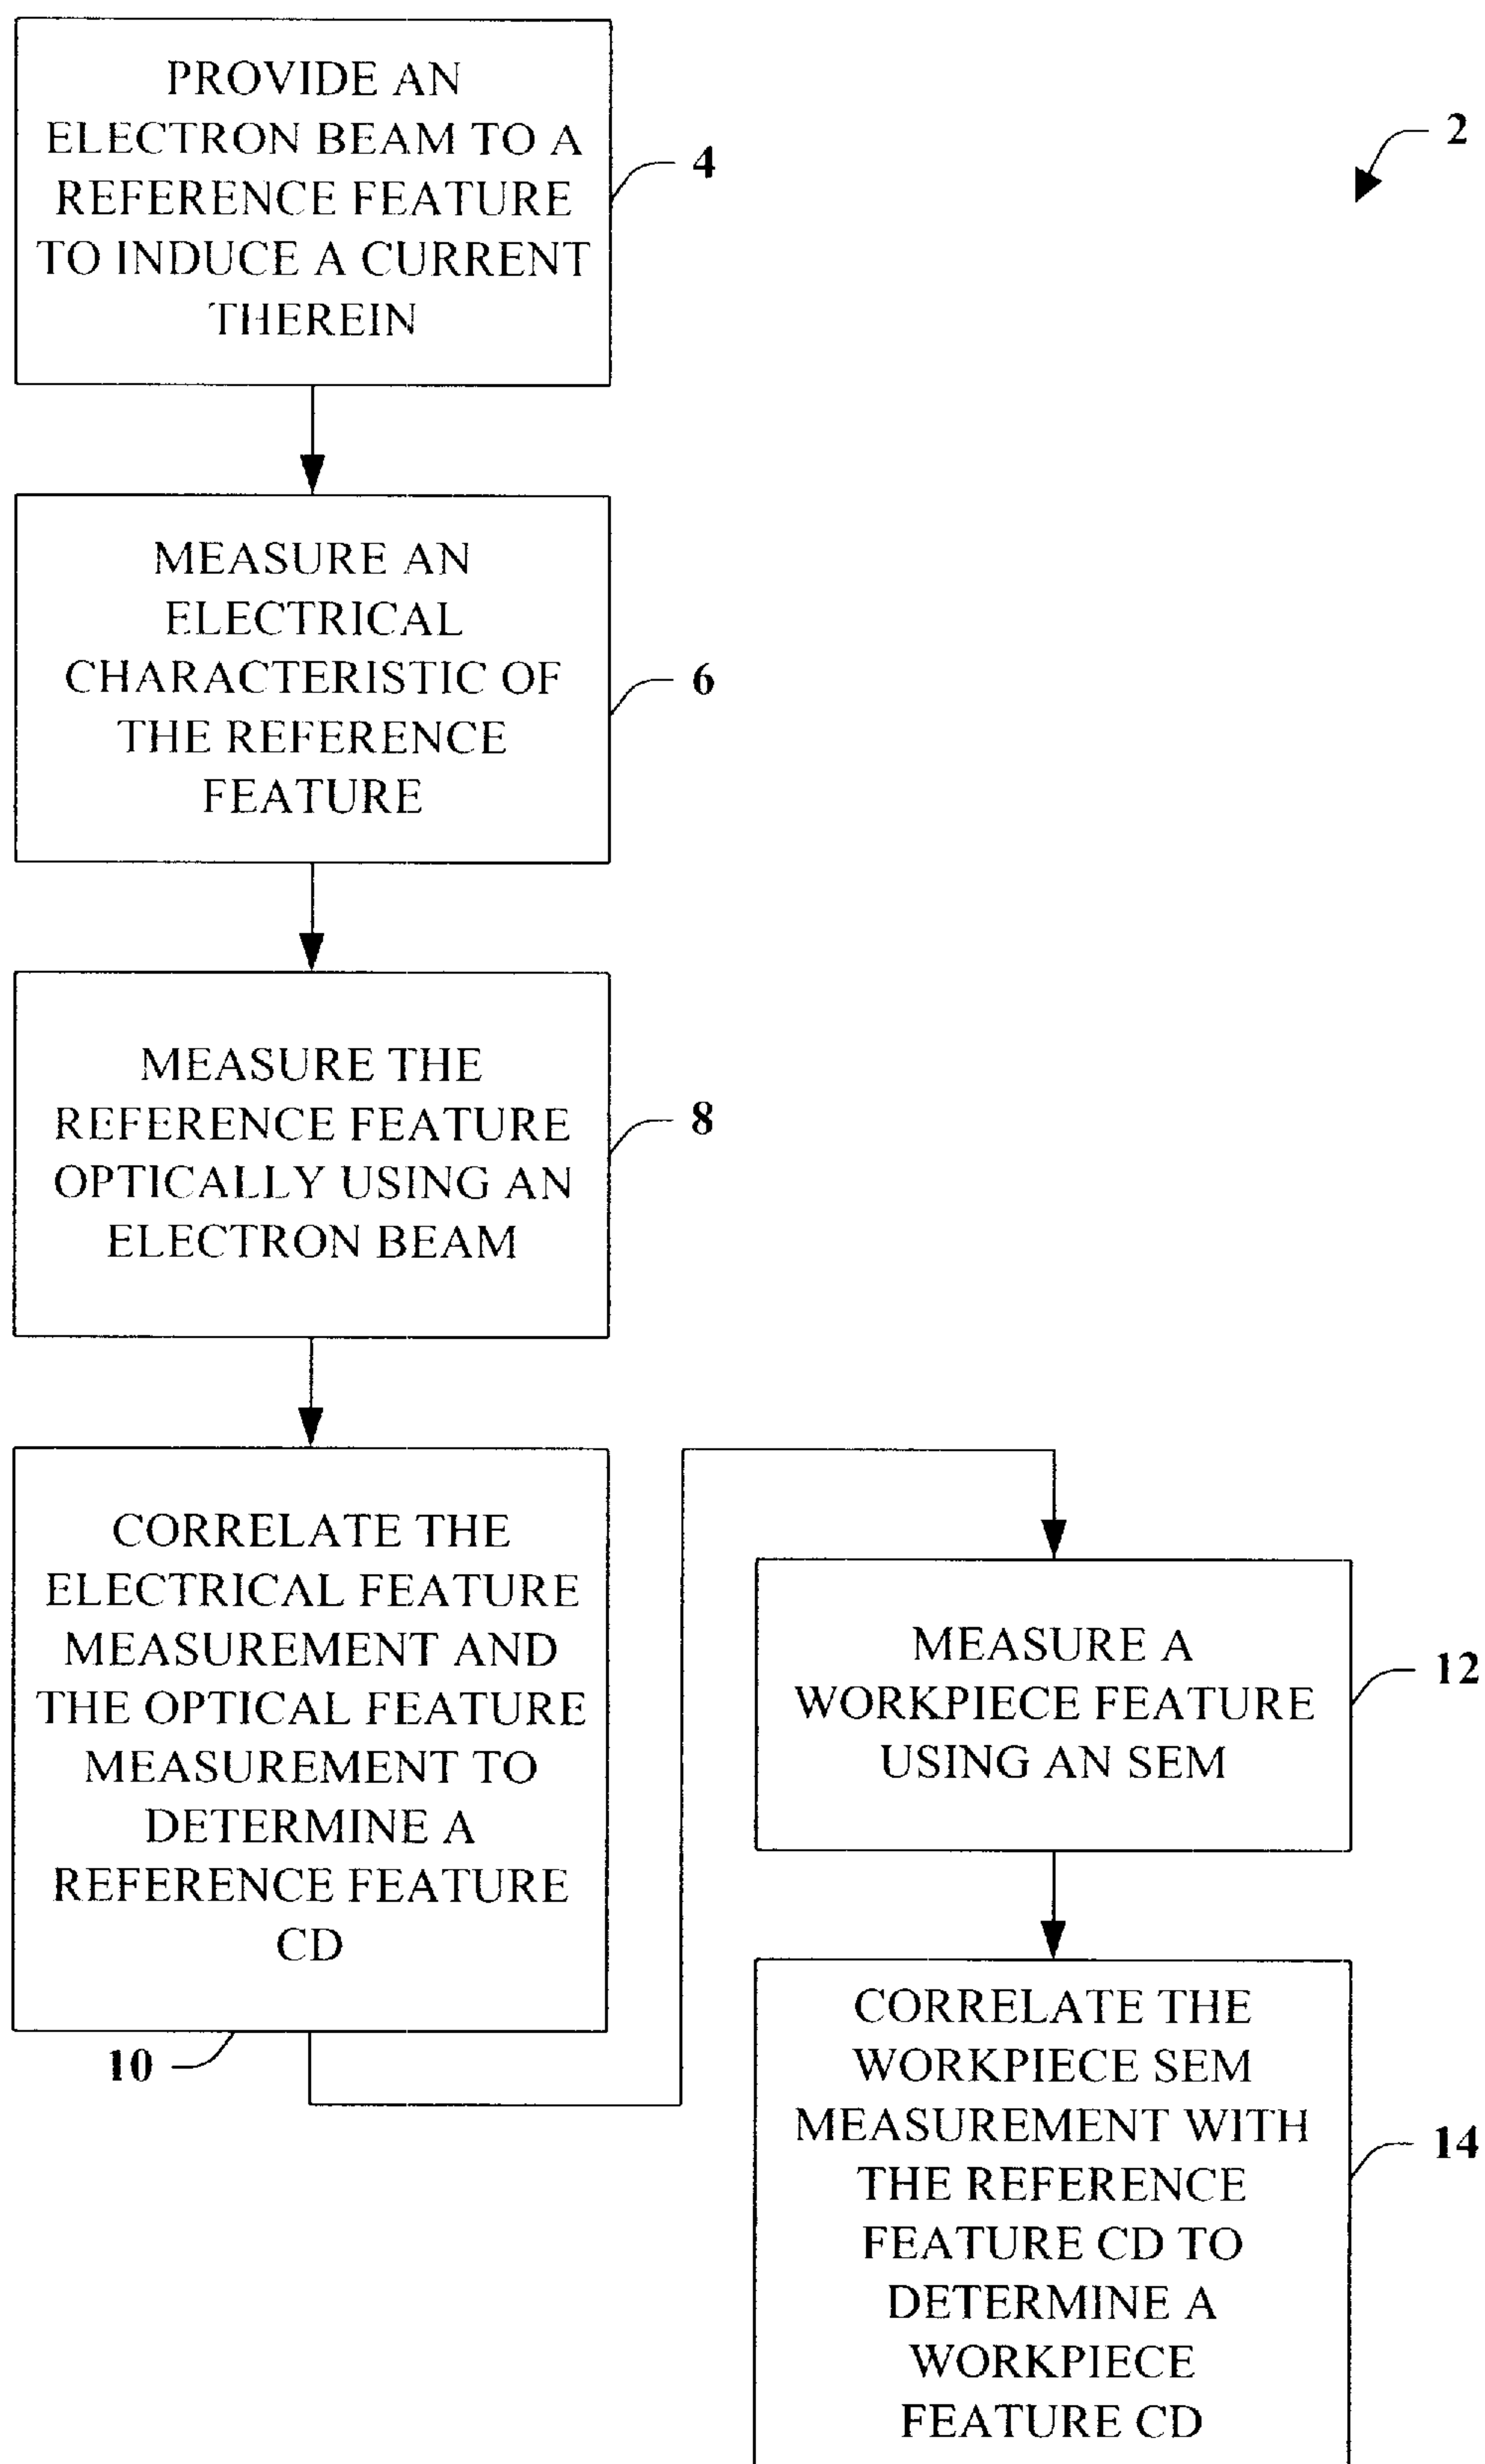 PROVIDE AN
ELECTRON BEAM TO A
REFERENCE FEATURE
TO INDUCE A CURRENT
THEREIN
4
2
MEASURE AN
ELECTRICAL
CHARACTERISTIC OF
THE REFERENCE
FEATURE
6
MEASURE THE
REFERENCE FEATURE
OPTICALLY USING AN
ELECTRON BEAM
8
CORRELATE THE
ELECTRICAL FEATURE
MEASUREMENT AND
THE OPTICAL FEATURE
MEASUREMENT TO
DETERMINE A
REFERENCE FEATURE
CD
10
MEASURE A
WORKPIECE FEATURE
USING AN SEM
12
CORRELATE THE
WORKPIECE SEM
MEASUREMENT WITH
THE REFERENCE
FEATURE CD TO
DETERMINE A
WORKPIECE
FEATURE CD
14